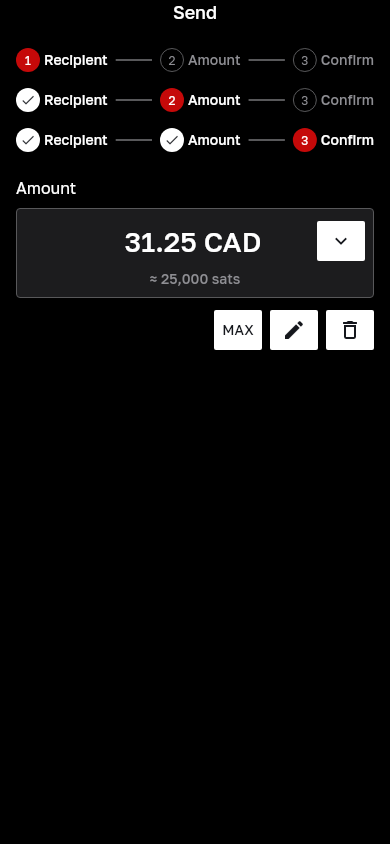 Send
1 Recipient 2 Amount 3 Confirm
Recipient 2 Amount 3 Confirm
Recipient Amount 3 Confirm
Amount
31.25 CAD
≈ 25,000 sats
MAX